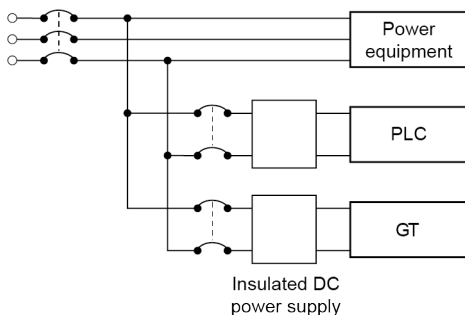 Power
equipment
PLC
GT
Insulated DC
power supply